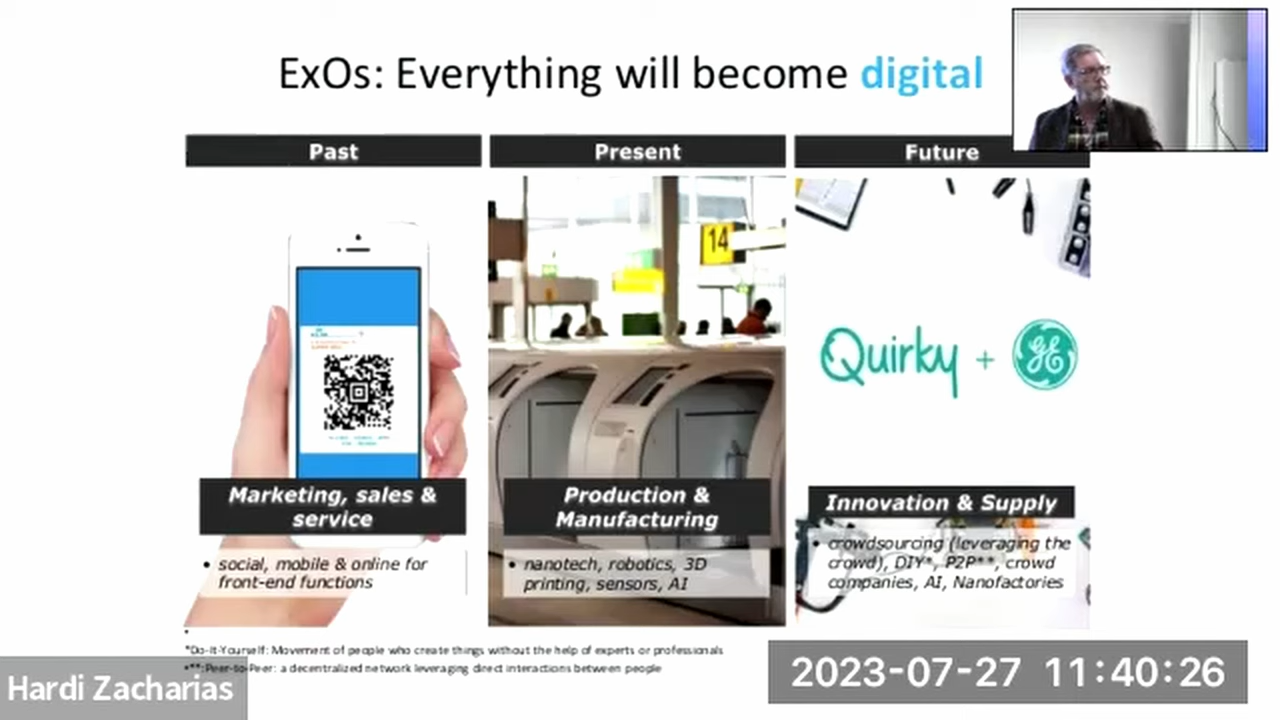 ExOs: Everything will become digital
Past
Present
Future
14
Quirky + GE
Marketing, sales &
service
• social, mobile & online for
front-end functions
Production &
Manufacturing
• nanotech, robotics, 3D
printing, sensors, AI
Innovation & Supply
• crowdsourcing (leveraging the
crowd), DIY*, P2P**, crowd
companies, AI, Nanofactories
*Do-It-Yourself: Movement of people who create things without the help of experts or professionals
•**:Peer-to-Peer: a decentralized network leveraging direct interactions between people
Hardi Zacharias
2023-07-27 11:40:26